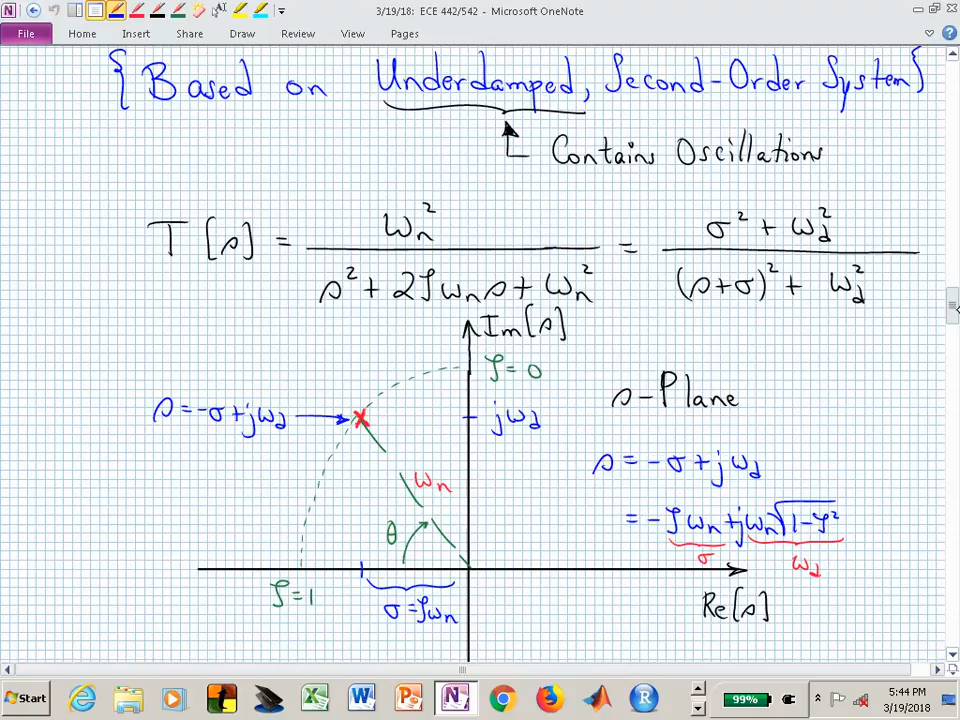 3/19/18: ECE 442/542 - Microsoft OneNote
File Home Insert Share Draw Review View Pages
{Based on Underdamped, Second-Order System}
Contains Oscillations
T[s] = ωn² / (s² + 2ζωns + ωn²) = (σ² + ωd²) / ((s+σ)² + ωd²)
Im[s]
ζ = 0
s-Plane
s = -σ + jωd
jωd
s = -σ + jωd
ωn
= -ζωn + jωn√(1-ζ²)
θ
σ
ωd
ζ = 1
σ = ζωn
Re[s]
Start
99%
5:44 PM
3/19/2018